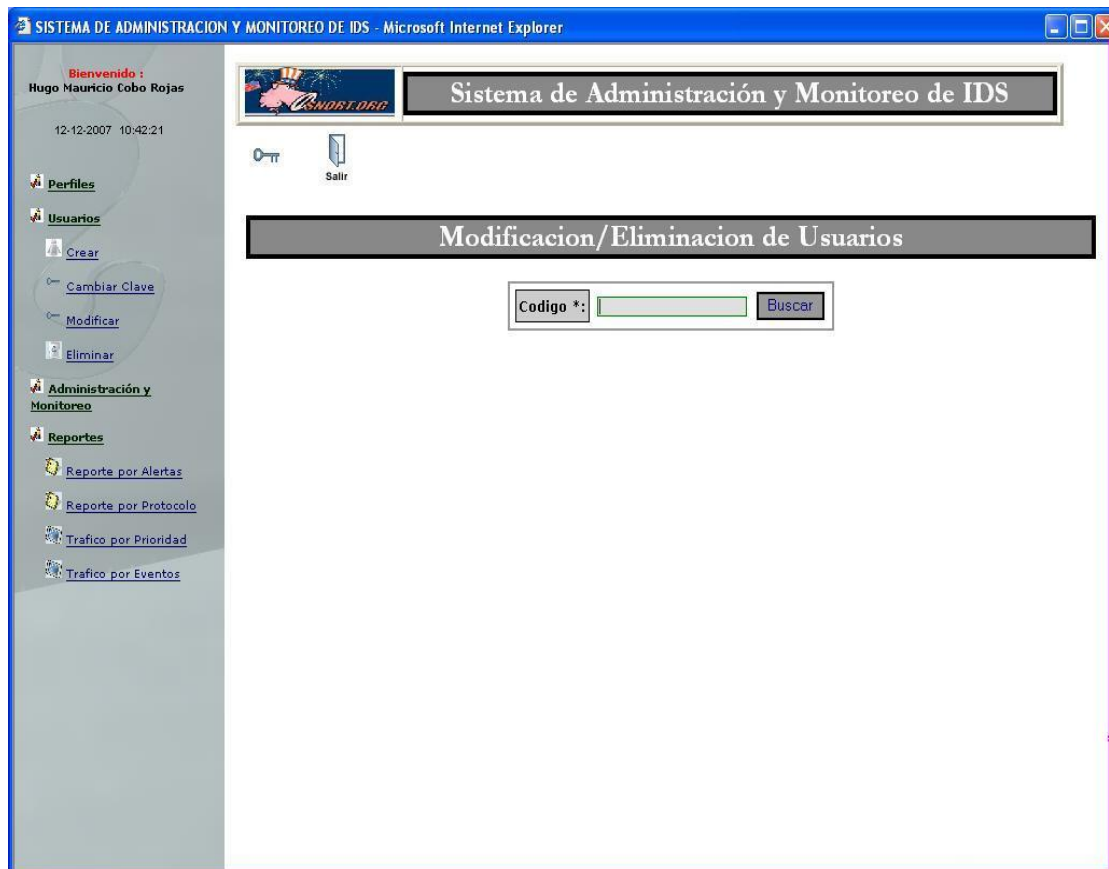 SISTEMA DE ADMINISTRACION Y MONITOREO DE IDS - Microsoft Internet Explorer
Bienvenido :
Hugo Mauricio Cobo Rojas
12-12-2007 10:42:21
Perfiles
Usuarios
Crear
Cambiar Clave
Modificar
Eliminar
Administración y
Monitoreo
Reportes
Reporte por Alertas
Reporte por Protocolo
Trafico por Prioridad
Trafico por Eventos
SNORT.ORG
Sistema de Administración y Monitoreo de IDS
Salir
Modificacion/Eliminacion de Usuarios
Codigo *:
Buscar